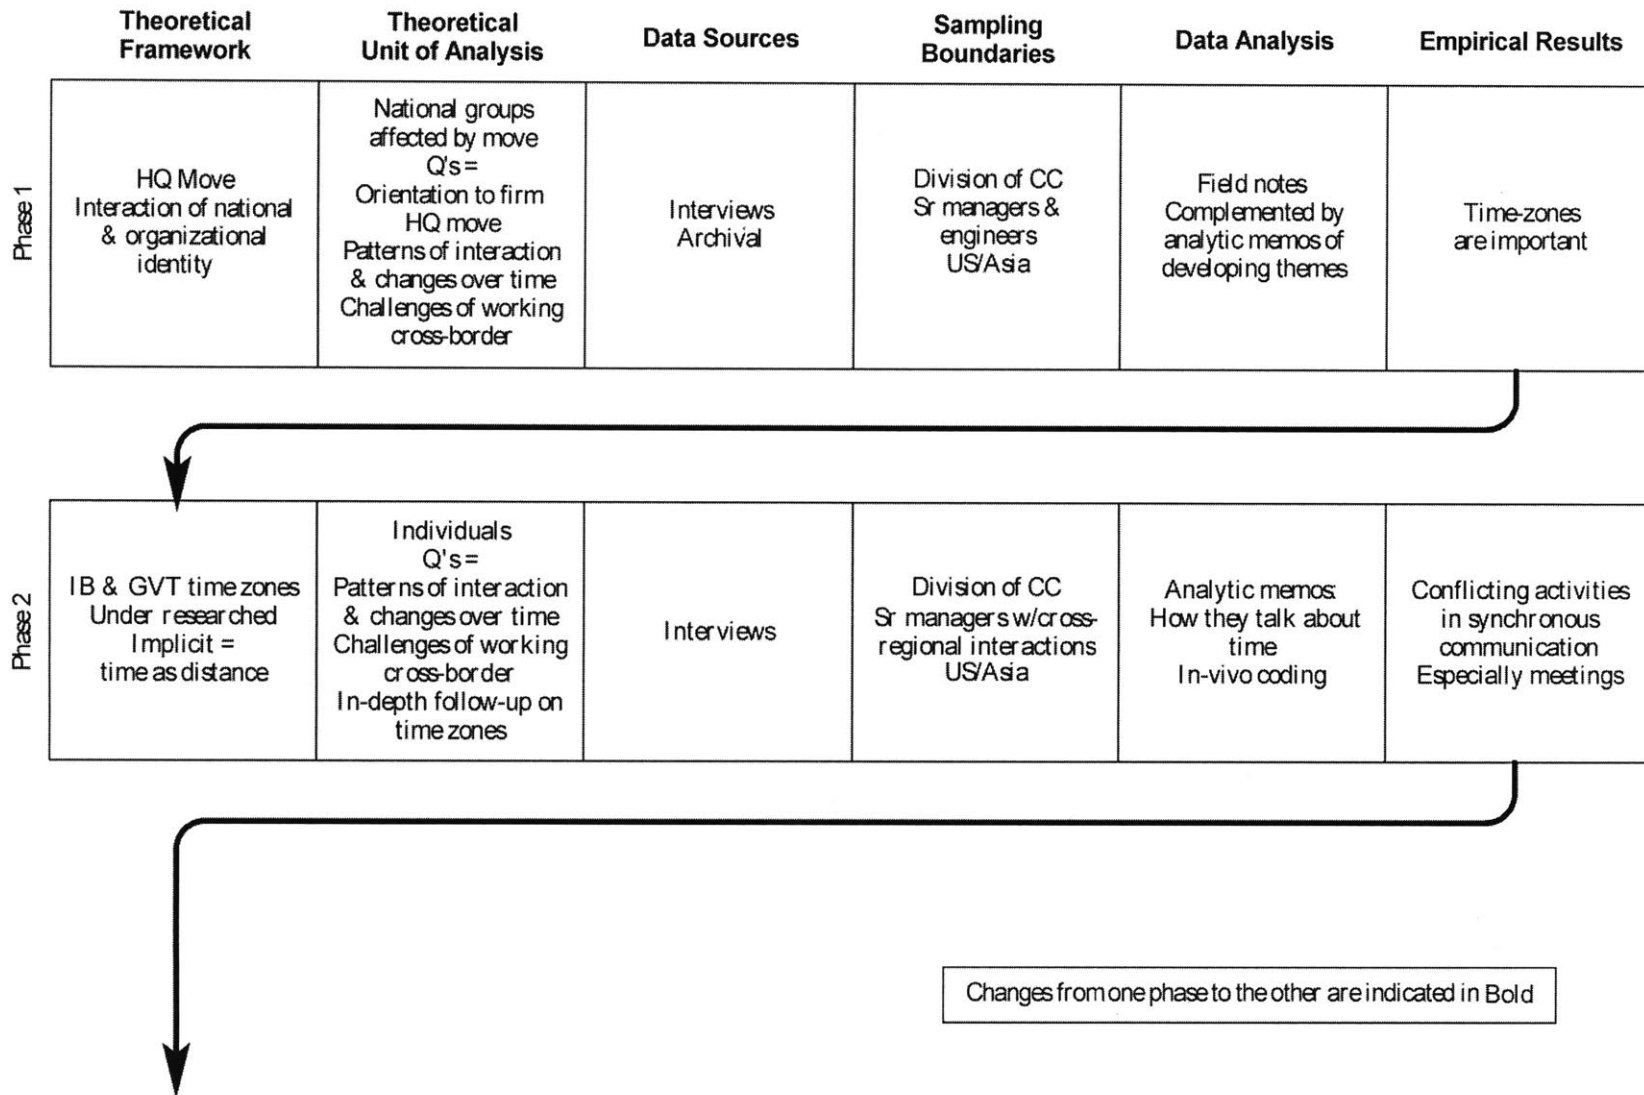 Theoretical
Framework
Theoretical
Unit of Analysis
Data Sources
Sampling
Boundaries
Data Analysis
Empirical Results
Phase 1
HQ Move
Interaction of national
& organizational
identity
National groups
affected by move
Q's =
Orientation to firm
HQ move
Patterns of interaction
& changes over time
Challenges of working
cross-border
Interviews
Archival
Division of CC
Sr managers &
engineers
US/Asia
Field notes
Complemented by
analytic memos of
developing themes
Time-zones
are important
Phase 2
IB & GVT time zones
Under researched
Implicit =
time as distance
Individuals
Q's =
Patterns of interaction
& changes over time
Challenges of working
cross-border
In-depth follow-up on
time zones
Interviews
Division of CC
Sr managers w/cross-
regional interactions
US/Asia
Analytic memos:
How they talk about
time
In-vivo coding
Conflicting activities
in synchronous
communication
Especially meetings
Changes from one phase to the other are indicated in Bold